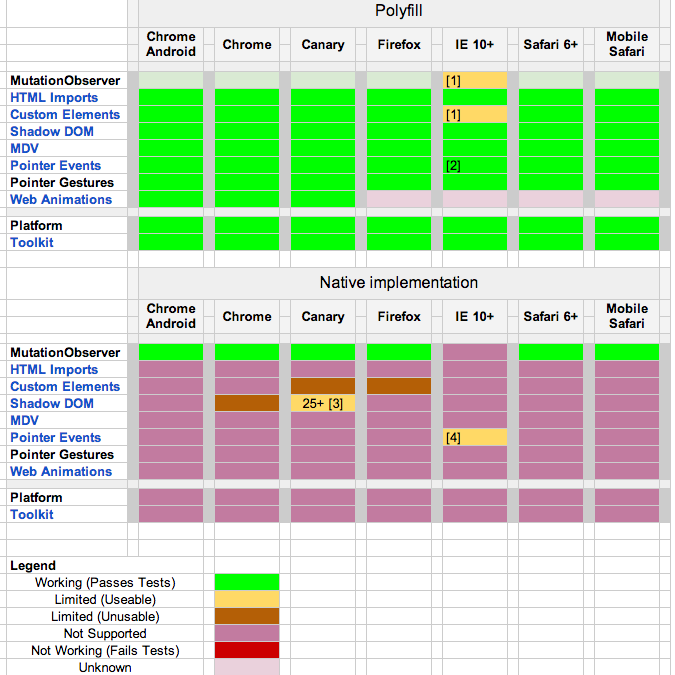 Polyfill
Chrome Android Chrome Canary Firefox IE 10+ Safari 6+ Mobile Safari
MutationObserver [1]
HTML Imports
Custom Elements [1]
Shadow DOM
MDV
Pointer Events [2]
Pointer Gestures
Web Animations
Platform
Toolkit
Native implementation
Chrome Android Chrome Canary Firefox IE 10+ Safari 6+ Mobile Safari
MutationObserver
HTML Imports
Custom Elements
Shadow DOM 25+ [3]
MDV
Pointer Events [4]
Pointer Gestures
Web Animations
Platform
Toolkit
Legend
Working (Passes Tests)
Limited (Useable)
Limited (Unusable)
Not Supported
Not Working (Fails Tests)
Unknown